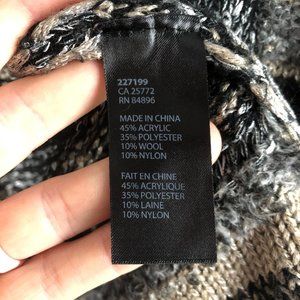 227199
CA 25772
RN 84896
MADE IN CHINA
45% ACRYLIC
35% POLYESTER
10% WOOL
10% NYLON
FAIT EN CHINE
45% ACRYLIQUE
35% POLYESTER
10% LAINE
10% NYLON